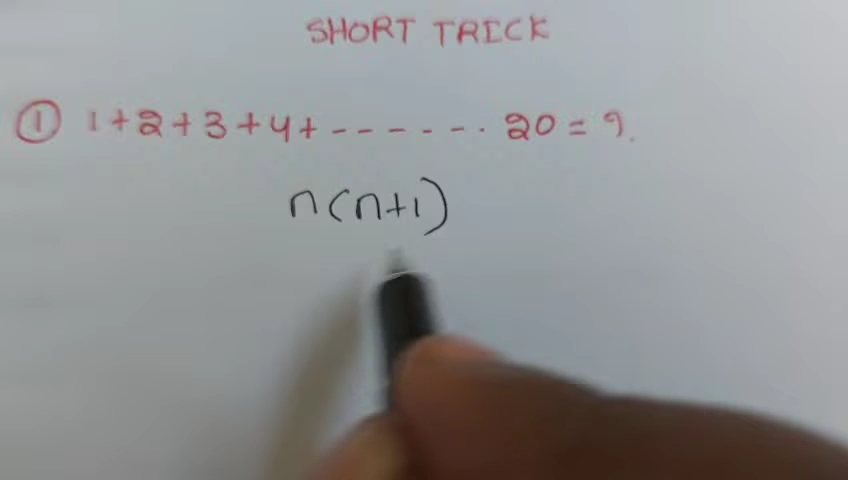 SHORT TRICK
① 1+2+3+4+------. 20 = ?
n(n+1)